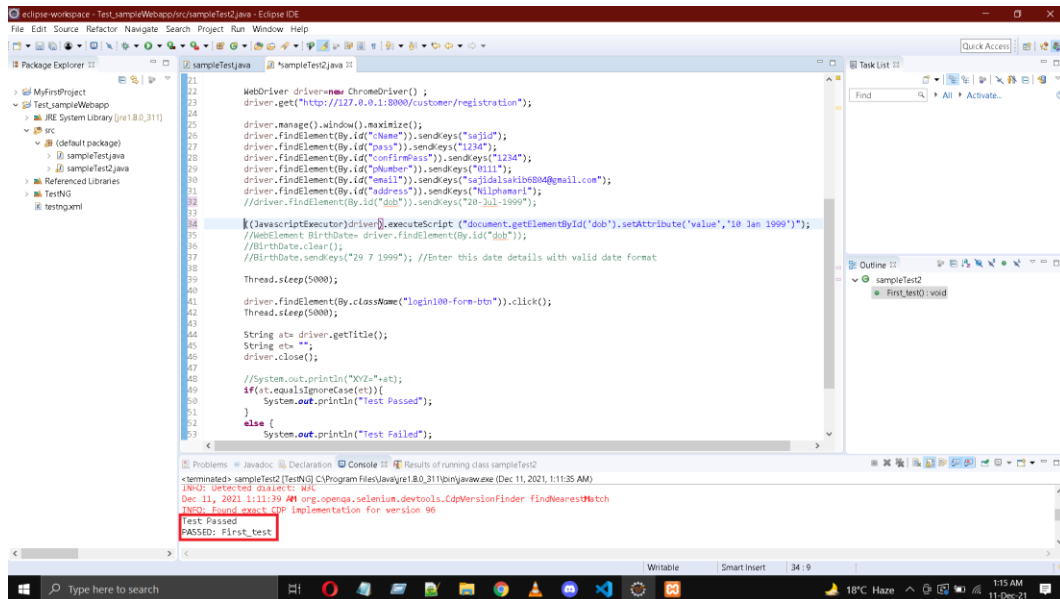 eclipse-workspace - Test_sampleWebapp/src/sampleTest2.java - Eclipse IDE
File Edit Source Refactor Navigate Search Project Run Window Help
Quick Access
Package Explorer
MyFirstProject
Test_sampleWebapp
JRE System Library [jre1.8.0_311]
src
(default package)
sampleTest.java
sampleTest2.java
Referenced Libraries
TestNG
testng.xml
sampleTest.java *sampleTest2.java
21
22 WebDriver driver=new ChromeDriver() ;
23 driver.get("http://127.0.0.1:8000/customer/registration");
24
25 driver.manage().window().maximize();
26 driver.findElement(By.id("cName")).sendKeys("sajid");
27 driver.findElement(By.id("pass")).sendKeys("1234");
28 driver.findElement(By.id("confirmPass")).sendKeys("1234");
29 driver.findElement(By.id("pNumber")).sendKeys("0111");
30 driver.findElement(By.id("email")).sendKeys("sajidalsakib6804@gmail.com");
31 driver.findElement(By.id("address")).sendKeys("Nilphamari");
32 //driver.findElement(By.id("dob")).sendKeys("20-Jul-1999");
33
34 ((JavascriptExecutor)driver).executeScript ("document.getElementById('dob').setAttribute('value','10 Jan 1999')");
35 //WebElement BirthDate= driver.findElement(By.id("dob"));
36 //BirthDate.clear();
37 //BirthDate.sendKeys("29 7 1999"); //Enter this date details with valid date format
38
39 Thread.sleep(5000);
40
41 driver.findElement(By.className("login100-form-btn")).click();
42 Thread.sleep(5000);
43
44 String at= driver.getTitle();
45 String et= "";
46 driver.close();
47
48 //System.out.println("XYZ="+at);
49 if(at.equalsIgnoreCase(et)){
50 System.out.println("Test Passed");
51 }
52 else {
53 System.out.println("Test Failed");
Task List
Find All Activate...
Outline
sampleTest2
First_test() : void
Problems Javadoc Declaration Console Results of running class sampleTest2
<terminated> sampleTest2 [TestNG] C:\Program Files\Java\jre1.8.0_311\bin\javaw.exe (Dec 11, 2021, 1:11:35 AM)
INFO: Detected dialect: W3C
Dec 11, 2021 1:11:39 AM org.openqa.selenium.devtools.CdpVersionFinder findNearestMatch
INFO: Found exact CDP implementation for version 96
Test Passed
PASSED: First_test
Writable Smart Insert 34 : 9
Type here to search
18°C Haze
1:15 AM
11-Dec-21